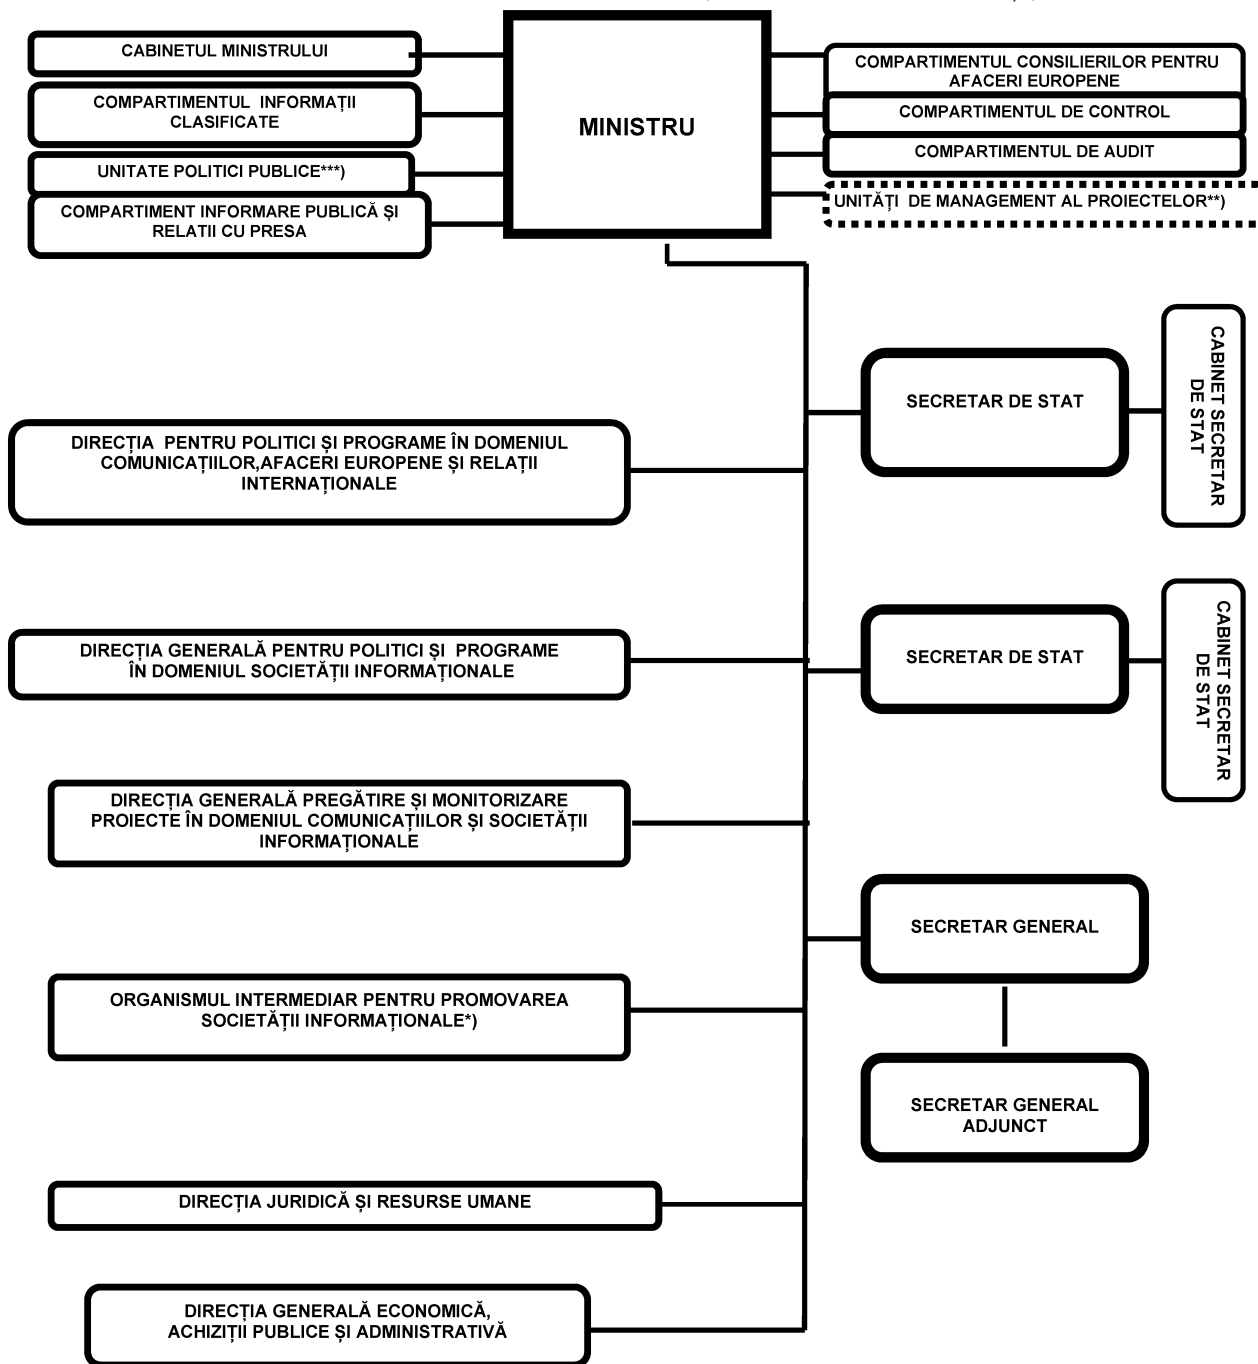 CABINETUL MINISTRULUI
COMPARTIMENTUL INFORMAȚII
CLASIFICATE
UNITATE POLITICI PUBLICE***)
COMPARTIMENT INFORMARE PUBLICĂ ȘI
RELATII CU PRESA
MINISTRU
COMPARTIMENTUL CONSILIERILOR PENTRU
AFACERI EUROPENE
COMPARTIMENTUL DE CONTROL
COMPARTIMENTUL DE AUDIT
UNITĂȚI DE MANAGEMENT AL PROIECTELOR**)
SECRETAR DE STAT
CABINET SECRETAR
DE STAT
DIRECȚIA PENTRU POLITICI ȘI PROGRAME ÎN DOMENIUL
COMUNICAȚIILOR,AFACERI EUROPENE ȘI RELAȚII
INTERNAȚIONALE
DIRECȚIA GENERALĂ PENTRU POLITICI ȘI PROGRAME
ÎN DOMENIUL SOCIETĂȚII INFORMAȚIONALE
SECRETAR DE STAT
CABINET SECRETAR
DE STAT
DIRECȚIA GENERALĂ PREGĂTIRE ȘI MONITORIZARE
PROIECTE ÎN DOMENIUL COMUNICAȚIILOR ȘI SOCIETĂȚII
INFORMAȚIONALE
SECRETAR GENERAL
ORGANISMUL INTERMEDIAR PENTRU PROMOVAREA
SOCIETĂȚII INFORMAȚIONALE*)
SECRETAR GENERAL
ADJUNCT
DIRECȚIA JURIDICĂ ȘI RESURSE UMANE
DIRECȚIA GENERALĂ ECONOMICĂ,
ACHIZIȚII PUBLICE ȘI ADMINISTRATIVĂ